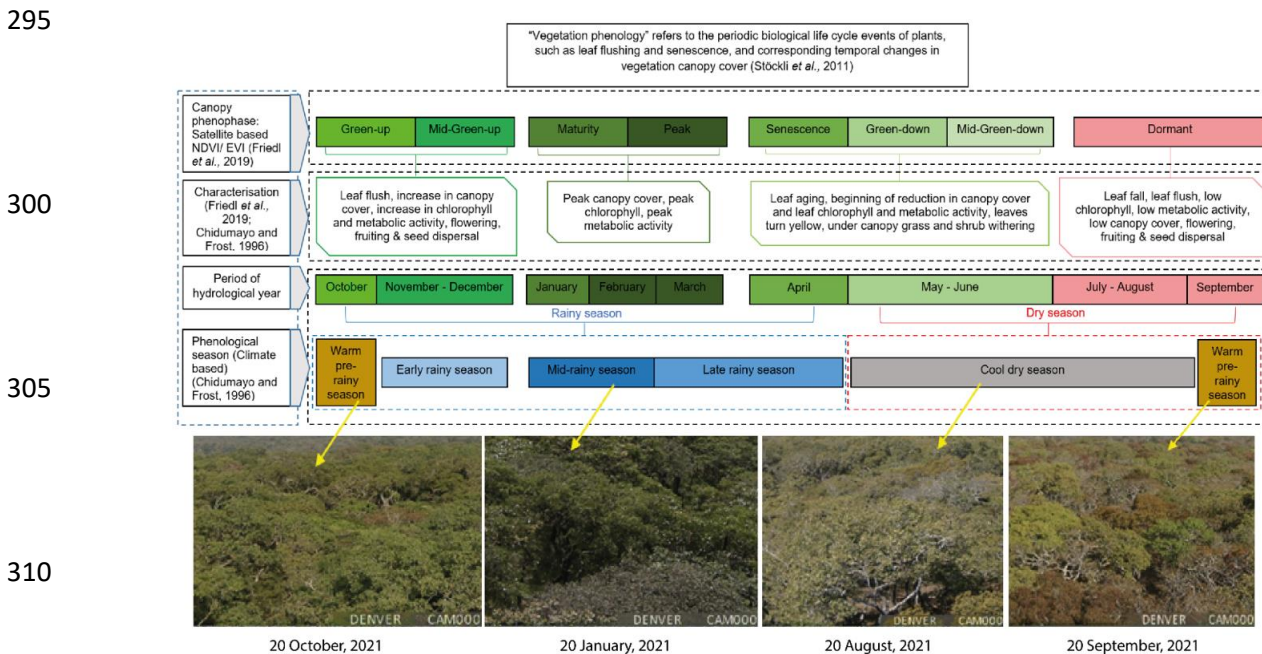 295
"Vegetation phenology" refers to the periodic biological life cycle events of plants,
such as leaf flushing and senescence, and corresponding temporal changes in
vegetation canopy cover (Stöckli et al., 2011)
Canopy
phenophase:
Satellite based
NDVI/ EVI (Friedl
et al., 2019)
Green-up
Mid-Green-up
Maturity
Peak
Senescence
Green-down
Mid-Green-down
Dormant
300
Characterisation
(Friedl et al.,
2019;
Chidumayo and
Frost, 1996)
Leaf flush, increase in canopy
cover, increase in chlorophyll
and metabolic activity, flowering,
fruiting & seed dispersal
Peak canopy cover, peak
chlorophyll, peak
metabolic activity
Leaf aging, beginning of reduction in canopy cover
and leaf chlorophyll and metabolic activity, leaves
turn yellow, under canopy grass and shrub withering
Leaf fall, leaf flush, low
chlorophyll, low metabolic activity,
low canopy cover, flowering,
fruiting & seed dispersal
Period of
hydrological year
October
November - December
January
February
March
April
May - June
July - August
September
Rainy season
Dry season
305
Phenological
season (Climate
based)
(Chidumayo and
Frost, 1996)
Warm
pre-
rainy
season
Early rainy season
Mid-rainy season
Late rainy season
Cool dry season
Warm
pre-
rainy
season
310
DENVER CAM000
DENVER CAM000
DENVER CAM000
DENVER CAM000
20 October, 2021
20 January, 2021
20 August, 2021
20 September, 2021